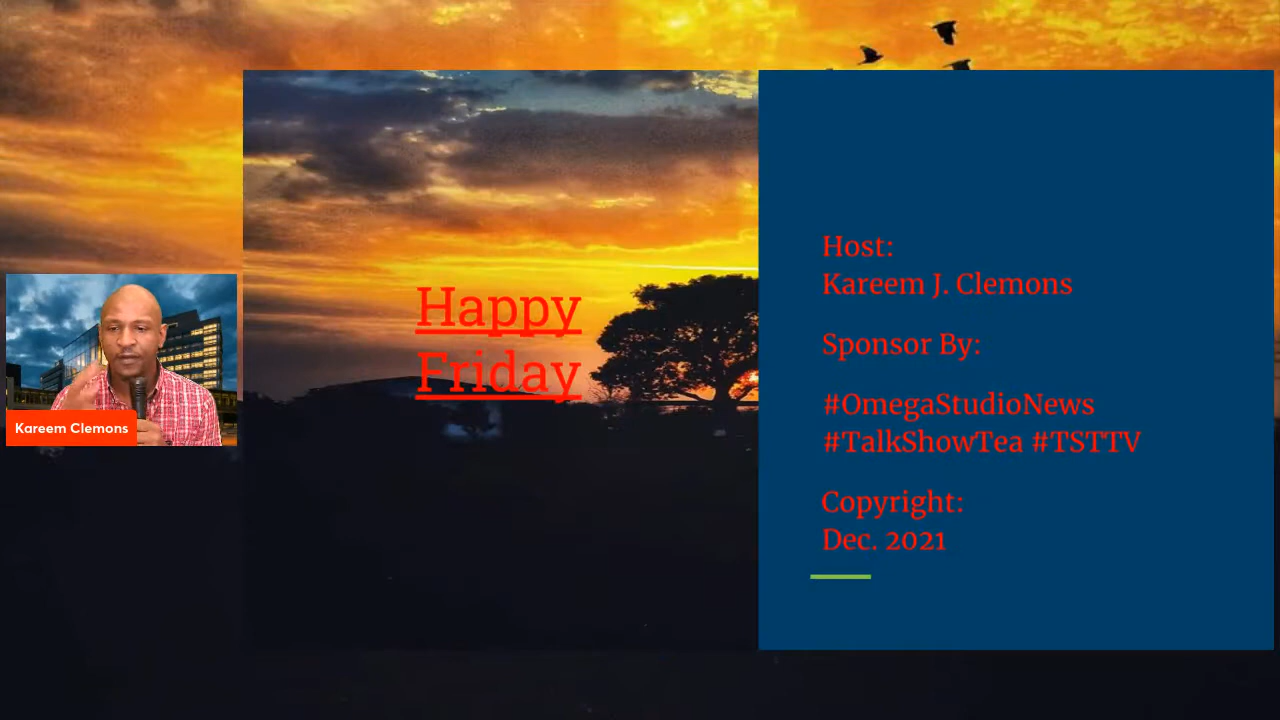 Happy
Friday
Kareem Clemons
Host:
Kareem J. Clemons
Sponsor By:
#OmegaStudioNews
#TalkShowTea #TSTTV
Copyright:
Dec. 2021